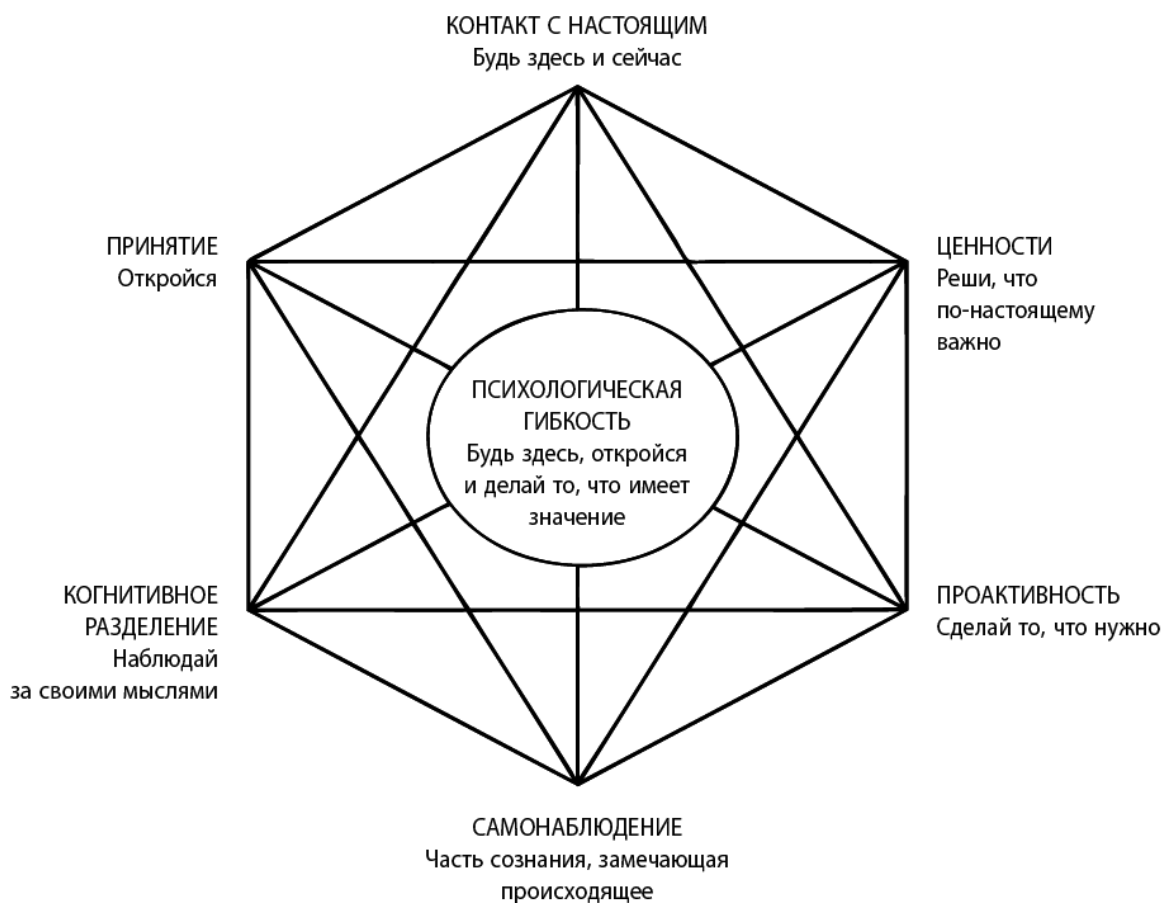 КОНТАКТ С НАСТОЯЩИМ
Будь здесь и сейчас
ПРИНЯТИЕ
Откройся
ЦЕННОСТИ
Реши, что
по-настоящему
важно
ПСИХОЛОГИЧЕСКАЯ
ГИБКОСТЬ
Будь здесь, откройся
и делай то, что имеет
значение
КОГНИТИВНОЕ
РАЗДЕЛЕНИЕ
Наблюдай
за своими мыслями
ПРОАКТИВНОСТЬ
Сделай то, что нужно
САМОНАБЛЮДЕНИЕ
Часть сознания, замечающая
происходящее